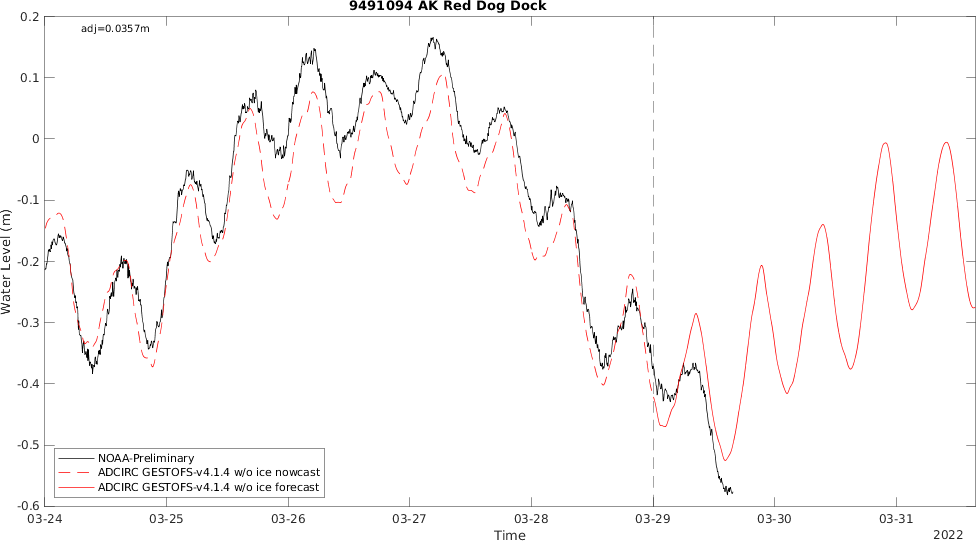 9491094 AK Red Dog Dock
adj=0.0357m
0.2
0.1
0
-0.1
-0.2
-0.3
-0.4
-0.5
-0.6
Water Level (m)
NOAA-Preliminary
ADCIRC GESTOFS-v4.1.4 w/o ice nowcast
ADCIRC GESTOFS-v4.1.4 w/o ice forecast
03-24 03-25 03-26 03-27 03-28 03-29 03-30 03-31
Time
2022